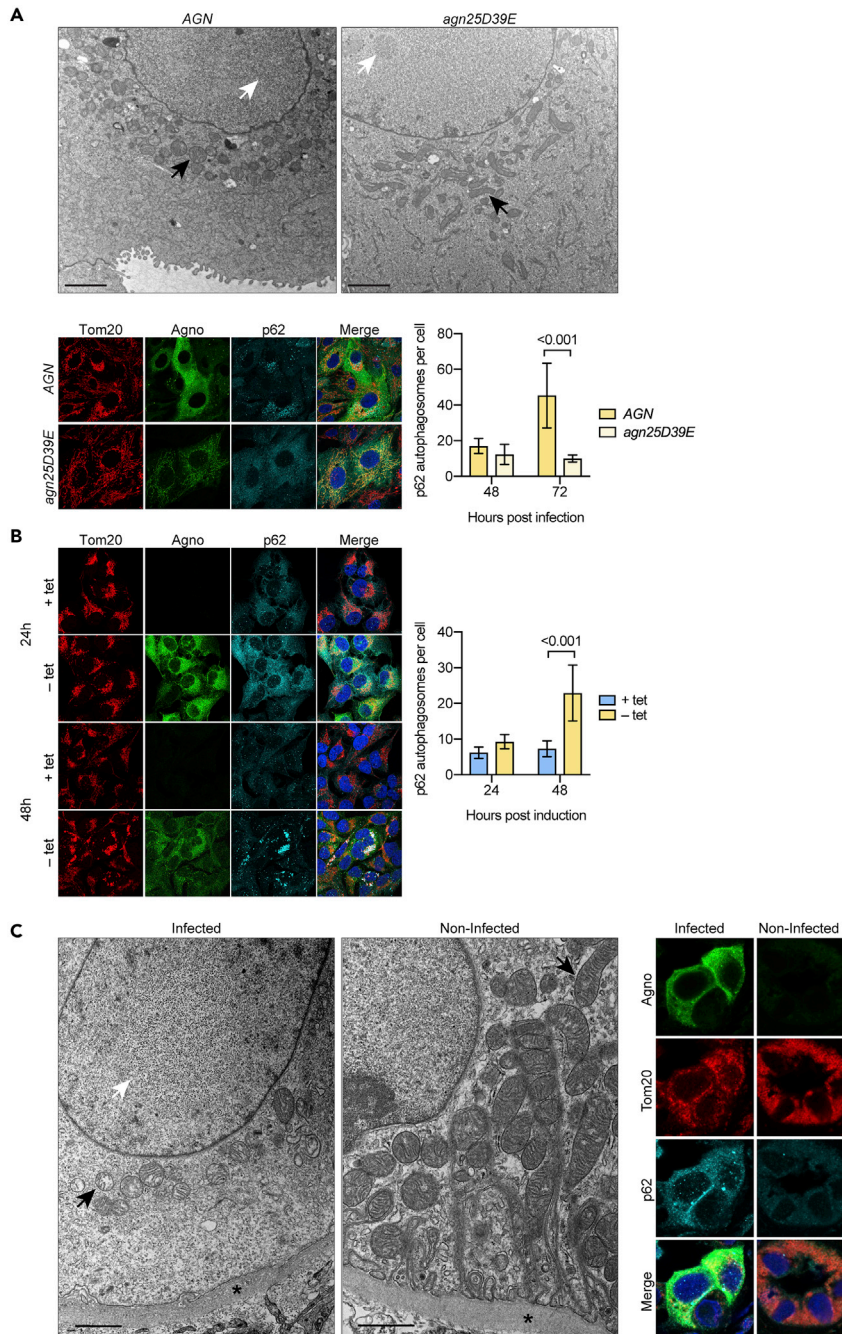 A
AGN
agn25D39E
Tom20
Agno
p62
Merge
AGN
agn25D39E
p62 autophagosomes per cell
80
60
40
20
0
<0.001
48
72
Hours post infection
AGN
agn25D39E
B
Tom20
Agno
p62
Merge
24h
+ tet
– tet
48h
+ tet
– tet
p62 autophagosomes per cell
40
30
20
10
0
<0.001
24
48
Hours post induction
+ tet
– tet
C
Infected
Non-Infected
*
*
Infected
Non-Infected
Agno
Tom20
p62
Merge